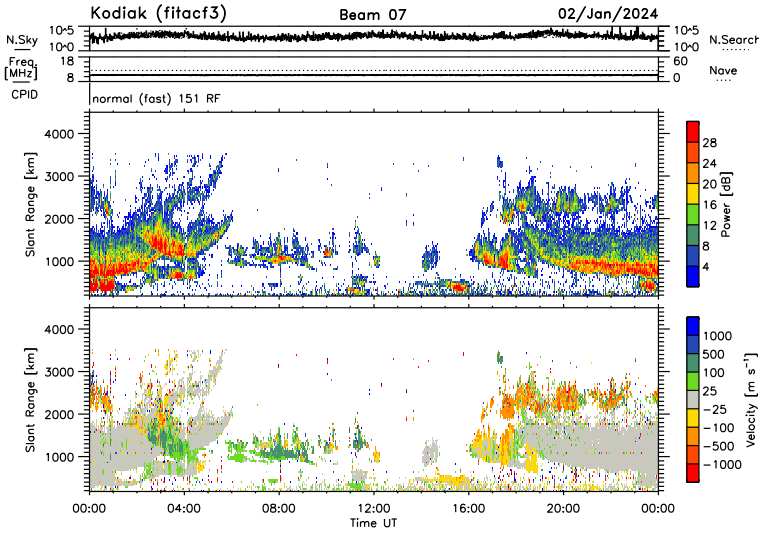 Kodiak (fitacf3) Beam 07 02/Jan/2024
N.Sky 10^5 10^0 10^5 10^0 N.Search
Freq. [MHz] 18 8 60 0 Nave
CPID normal (fast) 151 RF
Slant Range [km] 4000 3000 2000 1000
Power [dB] 28 24 20 16 12 8 4
Slant Range [km] 4000 3000 2000 1000
Velocity [m s⁻¹] 1000 500 100 25 −25 −100 −500 −1000
00:00 04:00 08:00 12:00 16:00 20:00 00:00
Time UT